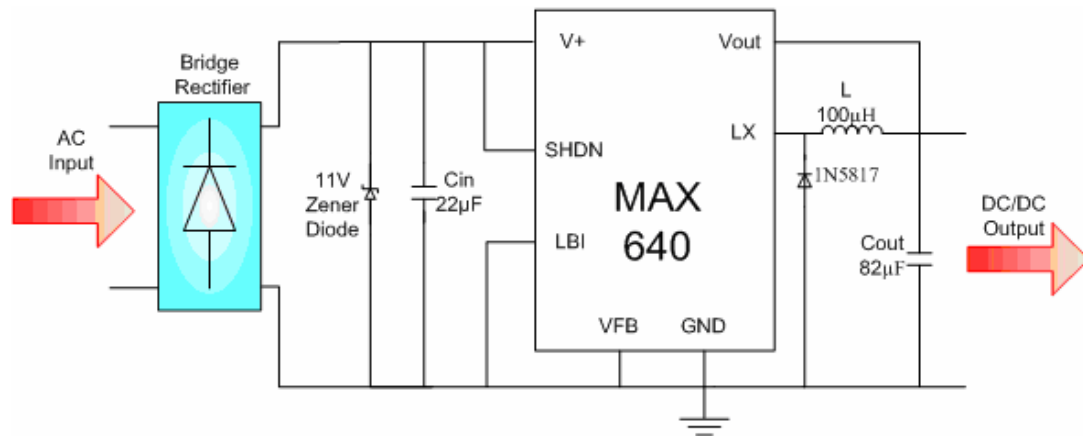 Bridge
Rectifier
AC
Input
11V
Zener
Diode
Cin
22µF
V+
SHDN
LBI
MAX
640
VFB
GND
Vout
LX
L
100µH
1N5817
Cout
82µF
DC/DC
Output